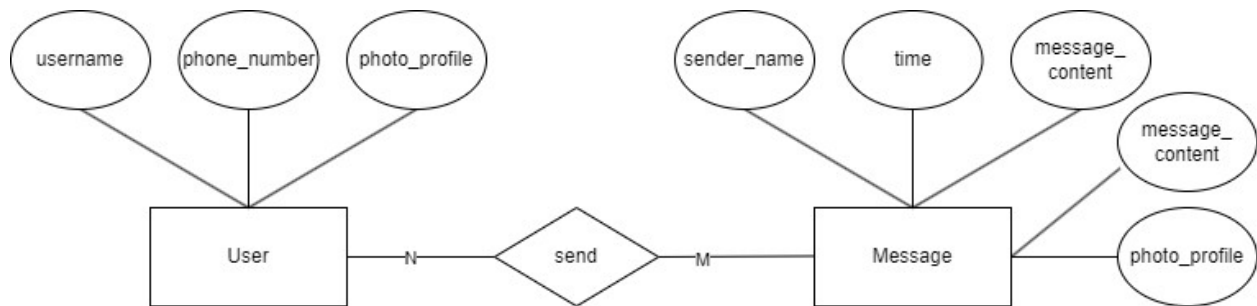 username
phone_number
photo_profile
sender_name
time
message_
content
message_
content
User
N
send
M
Message
photo_profile